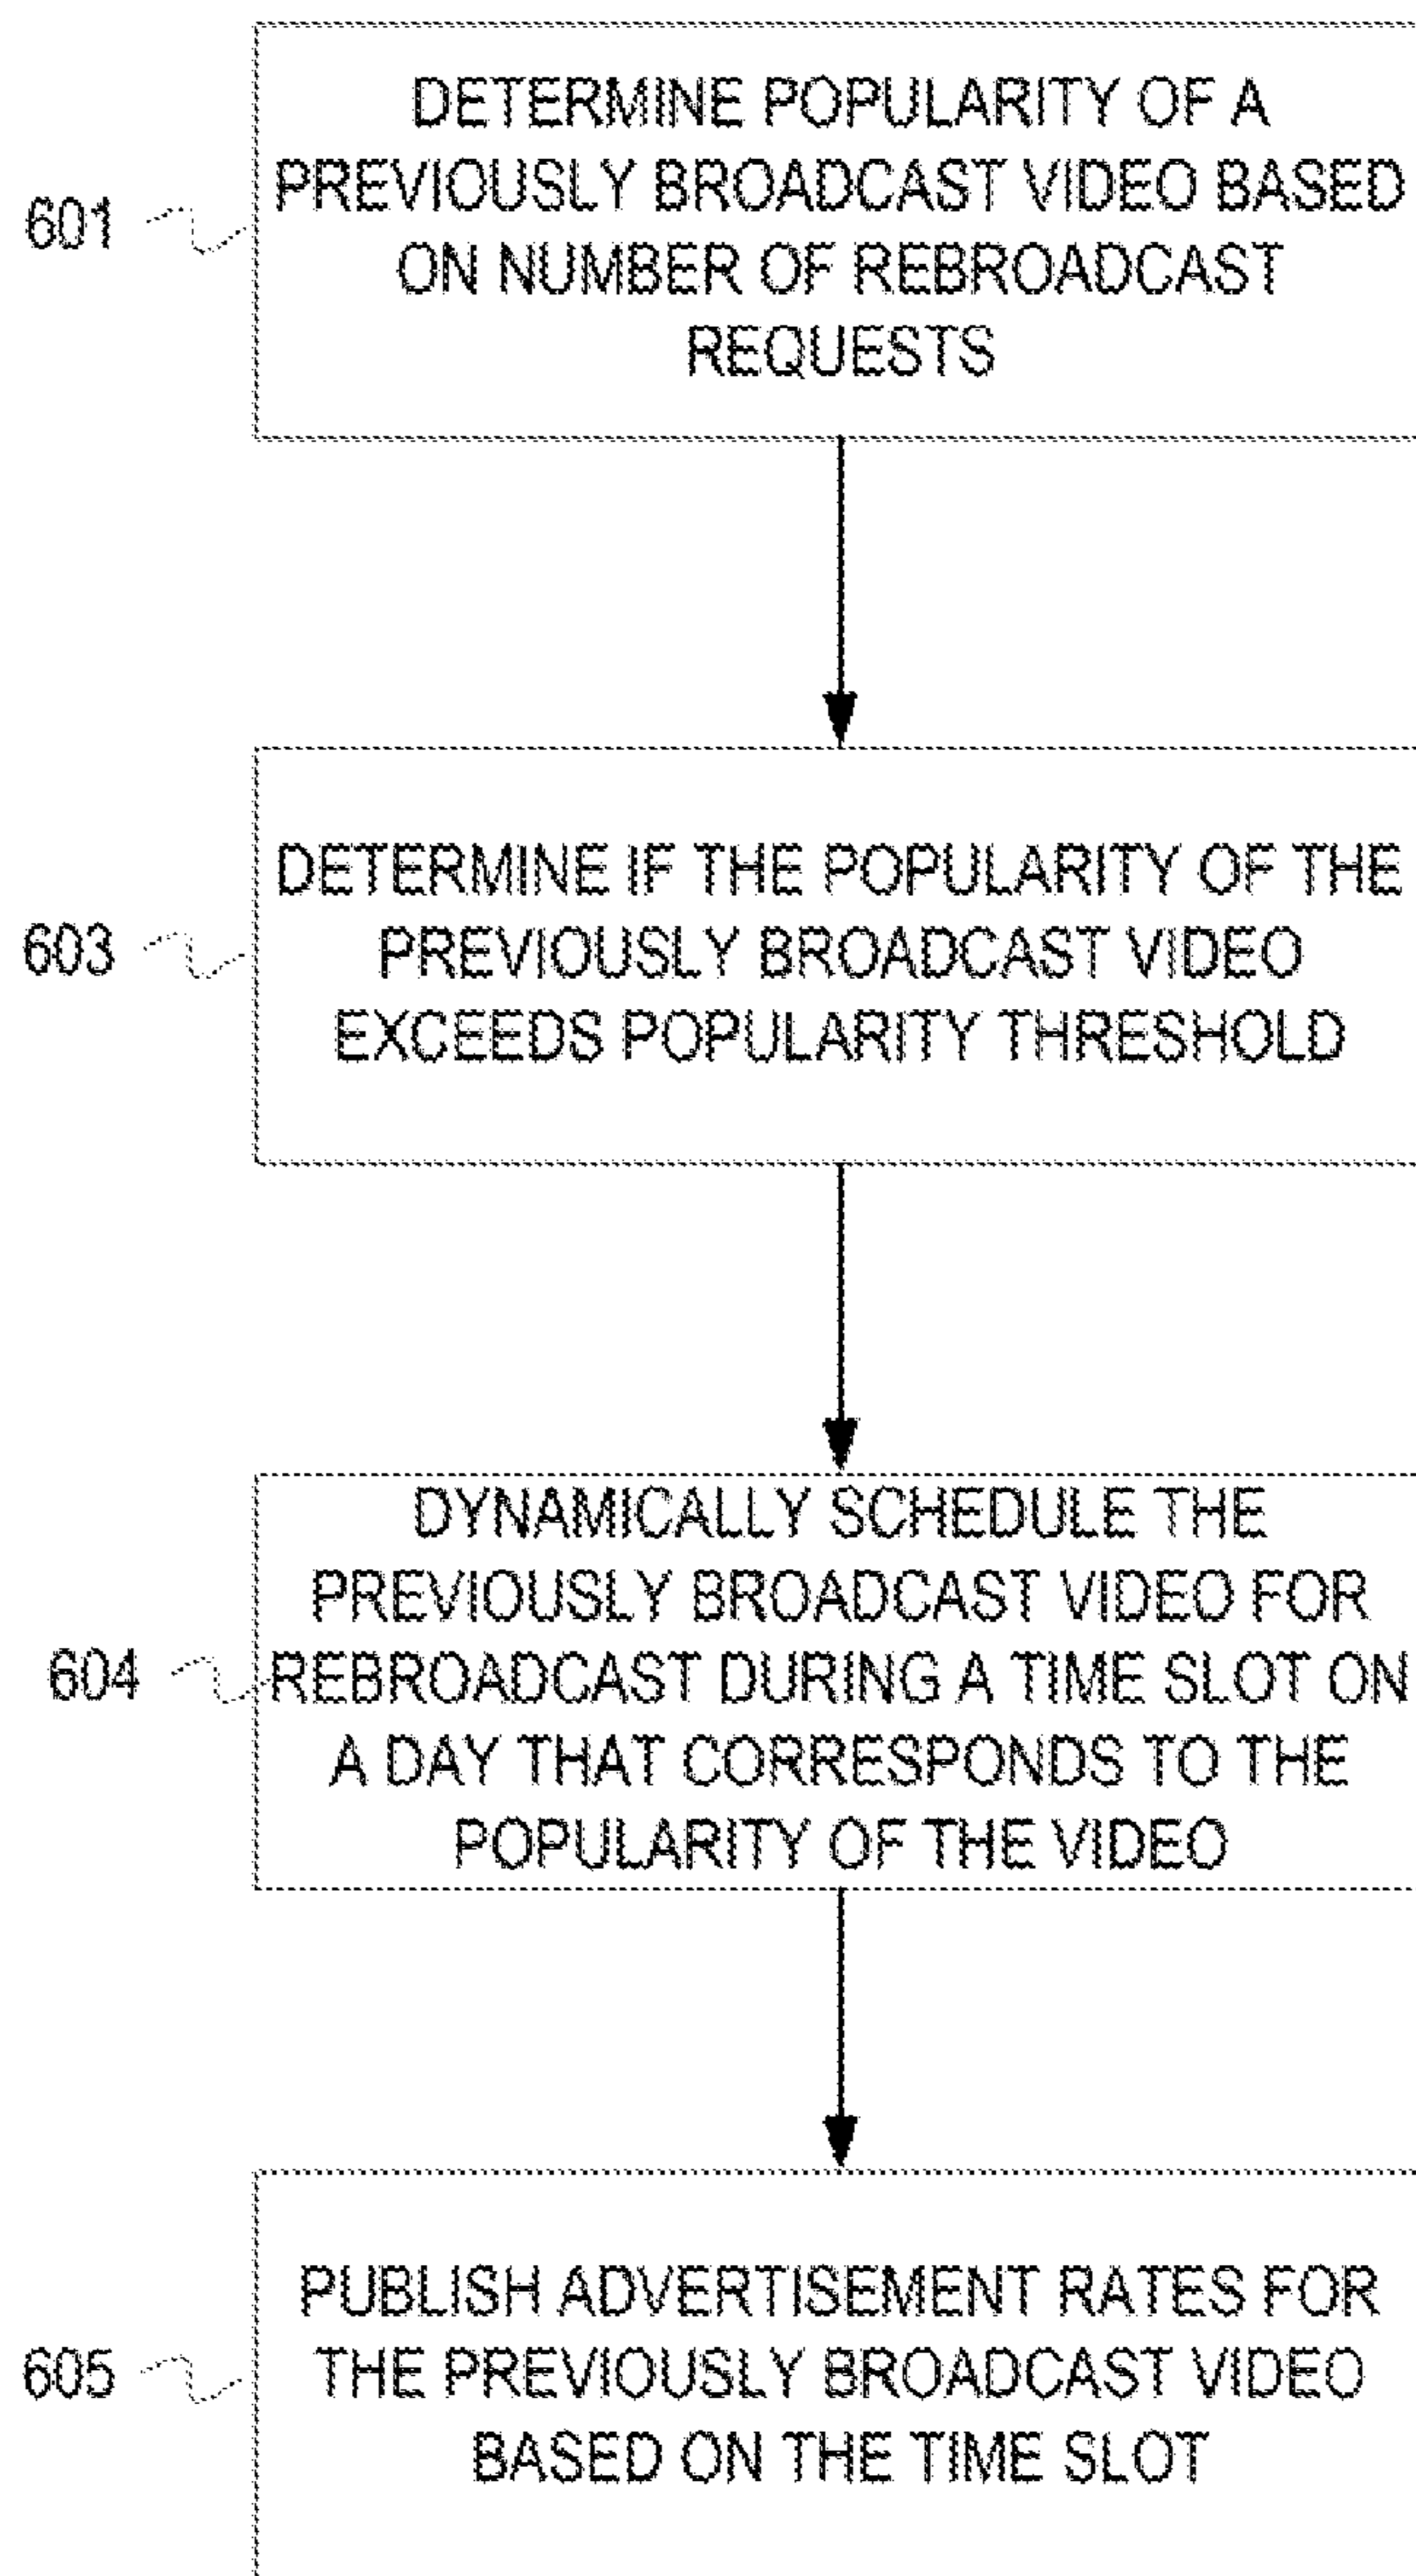 DETERMINE POPULARITY OF A
PREVIOUSLY BROADCAST VIDEO BASED
ON NUMBER OF REBROADCAST
REQUESTS
601
DETERMINE IF THE POPULARITY OF THE
PREVIOUSLY BROADCAST VIDEO
EXCEEDS POPULARITY THRESHOLD
603
DYNAMICALLY SCHEDULE THE
PREVIOUSLY BROADCAST VIDEO FOR
REBROADCAST DURING A TIME SLOT ON
A DAY THAT CORRESPONDS TO THE
POPULARITY OF THE VIDEO
604
PUBLISH ADVERTISEMENT RATES FOR
THE PREVIOUSLY BROADCAST VIDEO
BASED ON THE TIME SLOT
605